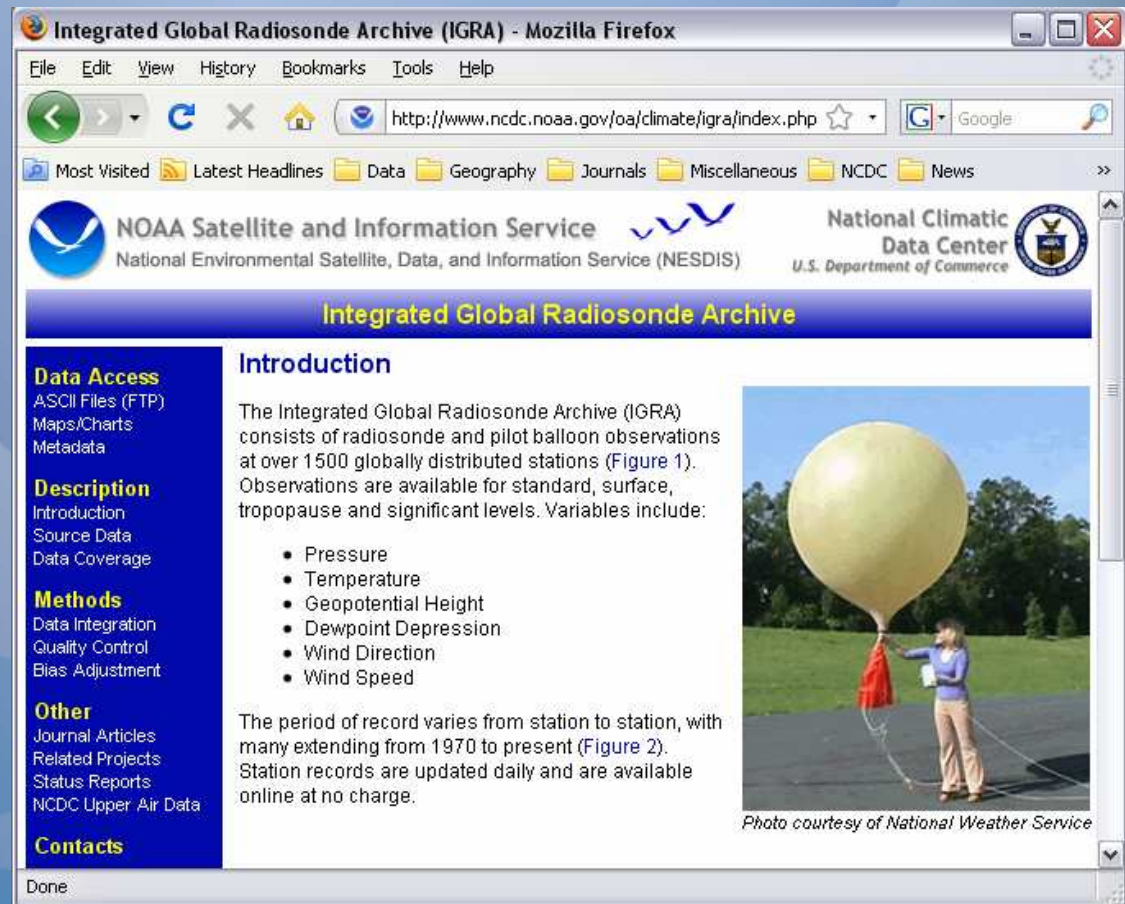 Integrated Global Radiosonde Archive (IGRA) - Mozilla Firefox
File Edit View History Bookmarks Tools Help
http://www.ncdc.noaa.gov/oa/climate/igra/index.php G Google
Most Visited Latest Headlines Data Geography Journals Miscellaneous NCDC News »
NOAA Satellite and Information Service
National Environmental Satellite, Data, and Information Service (NESDIS)
National Climatic
Data Center
U.S. Department of Commerce
Integrated Global Radiosonde Archive
Data Access
ASCII Files (FTP)
Maps/Charts
Metadata
Description
Introduction
Source Data
Data Coverage
Methods
Data Integration
Quality Control
Bias Adjustment
Other
Journal Articles
Related Projects
Status Reports
NCDC Upper Air Data
Contacts
Introduction
The Integrated Global Radiosonde Archive (IGRA)
consists of radiosonde and pilot balloon observations
at over 1500 globally distributed stations (Figure 1).
Observations are available for standard, surface,
tropopause and significant levels. Variables include:
• Pressure
• Temperature
• Geopotential Height
• Dewpoint Depression
• Wind Direction
• Wind Speed
The period of record varies from station to station, with
many extending from 1970 to present (Figure 2).
Station records are updated daily and are available
online at no charge.
Photo courtesy of National Weather Service
Done